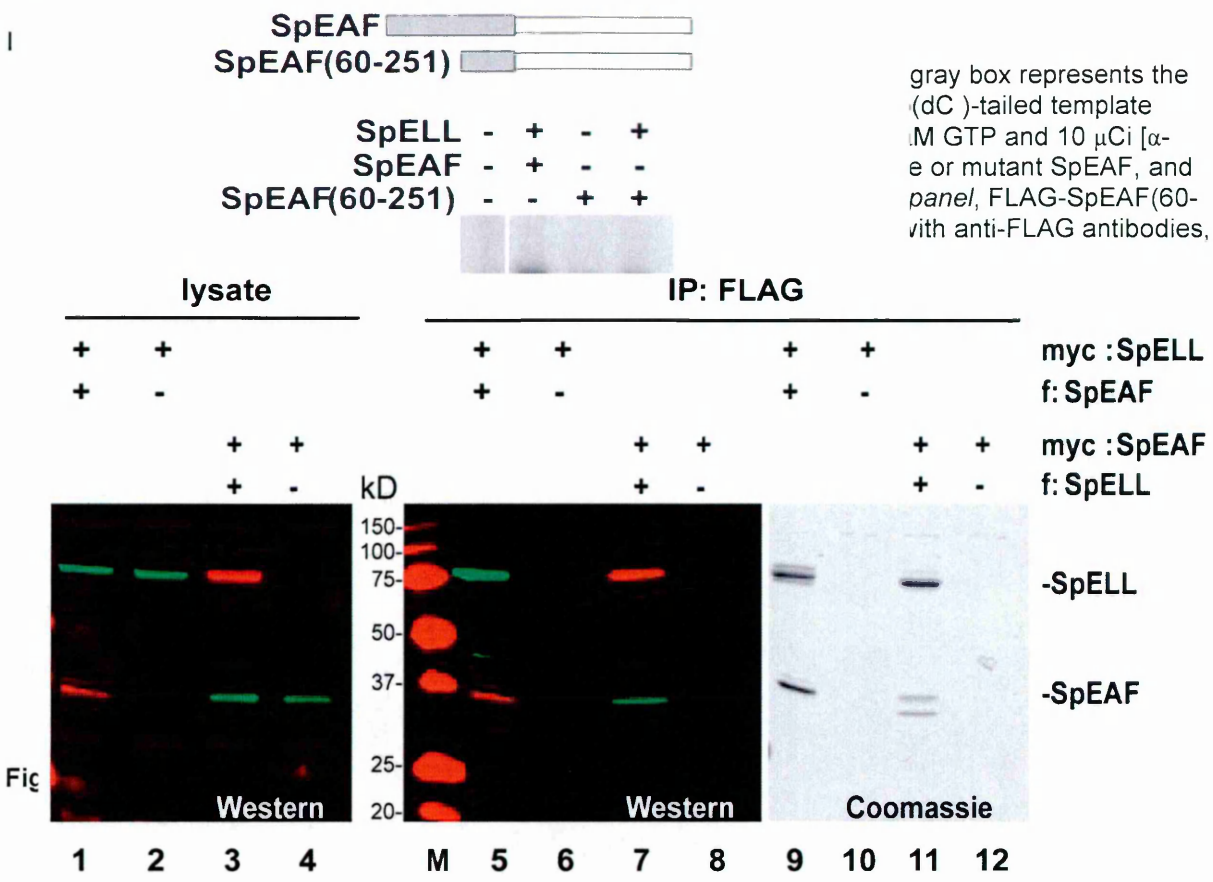 SpEAF
SpEAF(60-251)
gray box represents the
(dC )-tailed template
M GTP and 10 μCi [α-
e or mutant SpEAF, and
panel, FLAG-SpEAF(60-
with anti-FLAG antibodies,
SpELL - + - +
SpEAF - + - -
SpEAF(60-251) - - + +
lysate IP: FLAG
+ + + + + + myc :SpELL
+ - + - + - f: SpEAF
+ + + + + + myc :SpEAF
+ - + - + - f: SpELL
kD
150-
100-
75-
50-
37-
25-
20-
-SpELL
-SpEAF
Fig
Western Western Coomassie
1 2 3 4 M 5 6 7 8 9 10 11 12